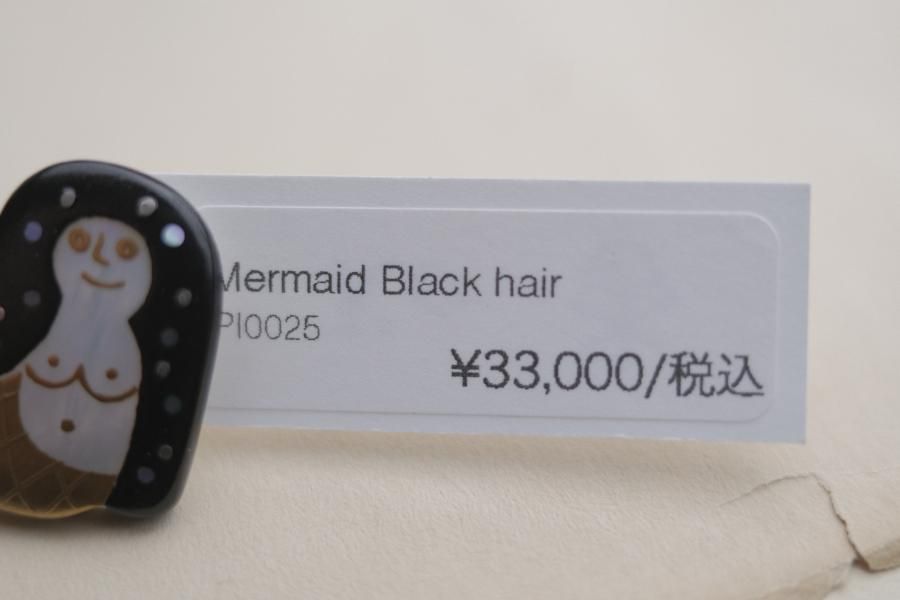 Mermaid Black hair
PI0025
¥33,000/税込